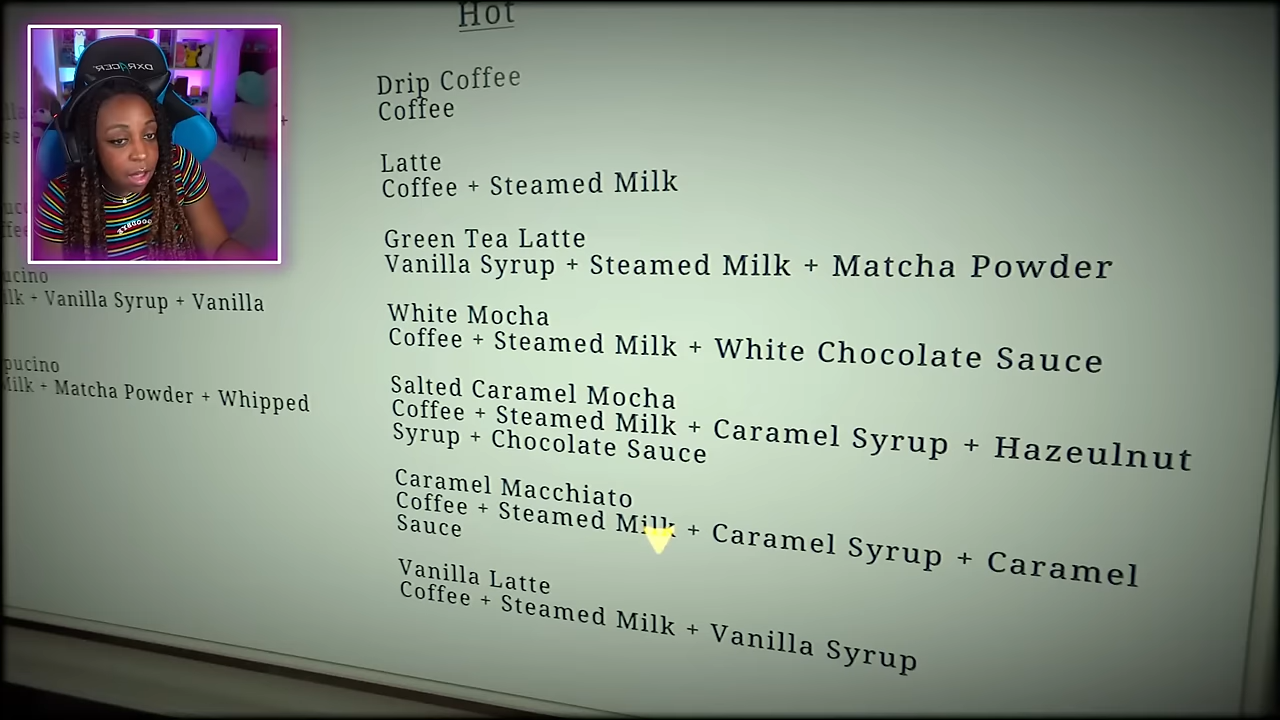 Hot
Drip Coffee
Coffee
Latte
Coffee + Steamed Milk
Green Tea Latte
Vanilla Syrup + Steamed Milk + Matcha Powder
White Mocha
Coffee + Steamed Milk + White Chocolate Sauce
Salted Caramel Mocha
Coffee + Steamed Milk + Caramel Syrup + Hazeulnut
Syrup + Chocolate Sauce
Caramel Macchiato
Coffee + Steamed Milk + Caramel Syrup + Caramel
Sauce
Vanilla Latte
Coffee + Steamed Milk + Vanilla Syrup
+
ucino
lk + Vanilla Syrup + Vanilla
pucino
Milk + Matcha Powder + Whipped
DXRACER